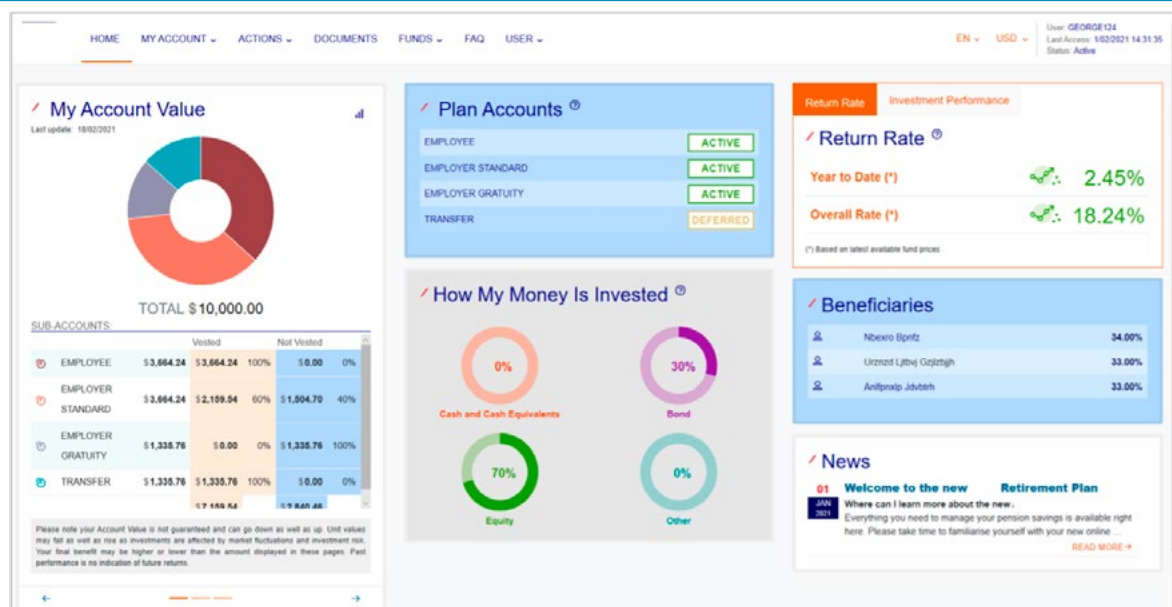 HOME MY ACCOUNT ACTIONS DOCUMENTS FUNDS FAQ USER
EN USD
User: GEORGE124
Last Access: 1/02/2021 14:31:35
Status: Active
My Account Value
Last update: 18/02/2021
TOTAL $10,000.00
SUB-ACCOUNTS:
Vested Not Vested
EMPLOYEE $3,664.24 $3,664.24 100% $0.00 0%
EMPLOYER STANDARD $3,664.24 $2,159.54 60% $1,504.70 40%
EMPLOYER GRATUITY $1,335.76 $0.00 0% $1,335.76 100%
TRANSFER $1,335.76 $1,335.76 100% $0.00 0%
$7,159.54 $2,840.46
Please note your Account Value is not guaranteed and can go down as well as up. Unit values
may fall as well as rise as investments are affected by market fluctuations and investment risk.
Your final benefit may be higher or lower than the amount displayed in these pages. Past
performance is no indication of future returns.
Plan Accounts
EMPLOYEE ACTIVE
EMPLOYER STANDARD ACTIVE
EMPLOYER GRATUITY ACTIVE
TRANSFER DEFERRED
How My Money Is Invested
0%
Cash and Cash Equivalents
30%
Bond
70%
Equity
0%
Other
Return Rate Investment Performance
Return Rate
Year to Date (*) 2.45%
Overall Rate (*) 18.24%
(*) Based on latest available fund prices
Beneficiaries
Nbexro Bpnfz 34.00%
33.00%
33.00%
News
01 JAN 2021
Welcome to the new Retirement Plan
Where can I learn more about the new.
Everything you need to manage your pension savings is available right
here. Please take time to familiarise yourself with your new online ...
READ MORE